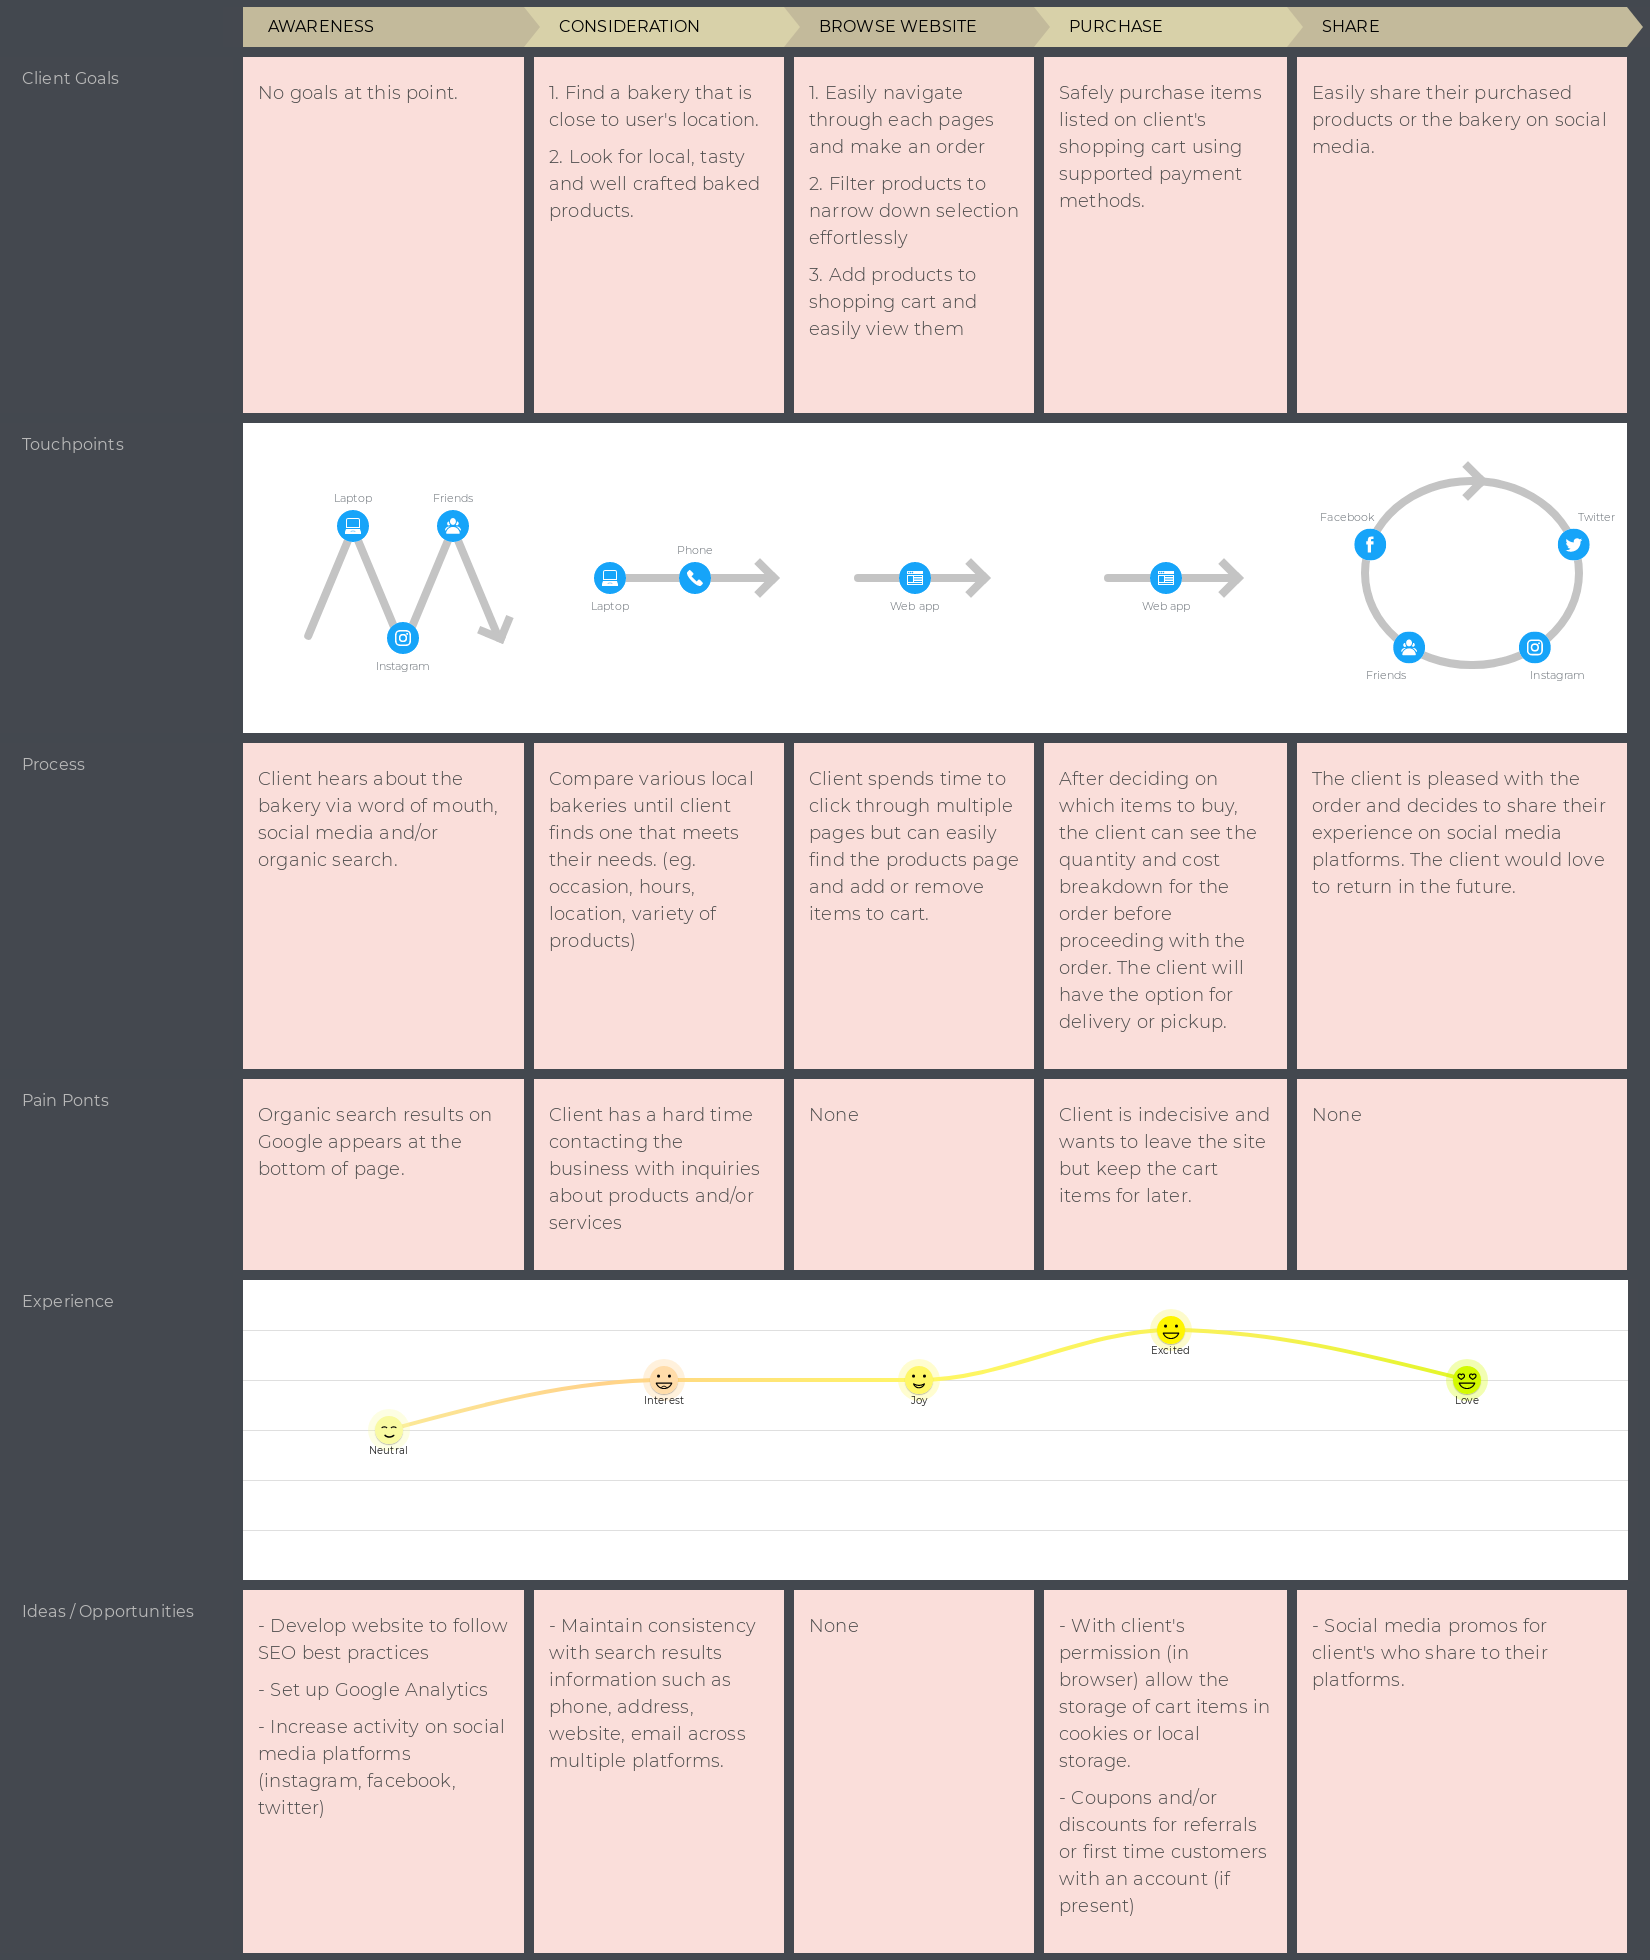 AWARENESS
CONSIDERATION
BROWSE WEBSITE
PURCHASE
SHARE
Client Goals
No goals at this point.
1. Find a bakery that is
close to user's location.
2. Look for local, tasty
and well crafted baked
products.
1. Easily navigate
through each pages
and make an order
2. Filter products to
narrow down selection
effortlessly
3. Add products to
shopping cart and
easily view them
Safely purchase items
listed on client's
shopping cart using
supported payment
methods.
Easily share their purchased
products or the bakery on social
media.
Touchpoints
Laptop
Friends
Instagram
Laptop
Phone
Web app
Web app
Facebook
Twitter
Friends
Instagram
Process
Client hears about the
bakery via word of mouth,
social media and/or
organic search.
Compare various local
bakeries until client
finds one that meets
their needs. (eg.
occasion, hours,
location, variety of
products)
Client spends time to
click through multiple
pages but can easily
find the products page
and add or remove
items to cart.
After deciding on
which items to buy,
the client can see the
quantity and cost
breakdown for the
order before
proceeding with the
order. The client will
have the option for
delivery or pickup.
The client is pleased with the
order and decides to share their
experience on social media
platforms. The client would love
to return in the future.
Pain Ponts
Organic search results on
Google appears at the
bottom of page.
Client has a hard time
contacting the
business with inquiries
about products and/or
services
None
Client is indecisive and
wants to leave the site
but keep the cart
items for later.
None
Experience
Neutral
Interest
Joy
Excited
Love
Ideas / Opportunities
- Develop website to follow
SEO best practices
- Set up Google Analytics
- Increase activity on social
media platforms
(instagram, facebook,
twitter)
- Maintain consistency
with search results
information such as
phone, address,
website, email across
multiple platforms.
None
- With client's
permission (in
browser) allow the
storage of cart items in
cookies or local
storage.
- Coupons and/or
discounts for referrals
or first time customers
with an account (if
present)
- Social media promos for
client's who share to their
platforms.